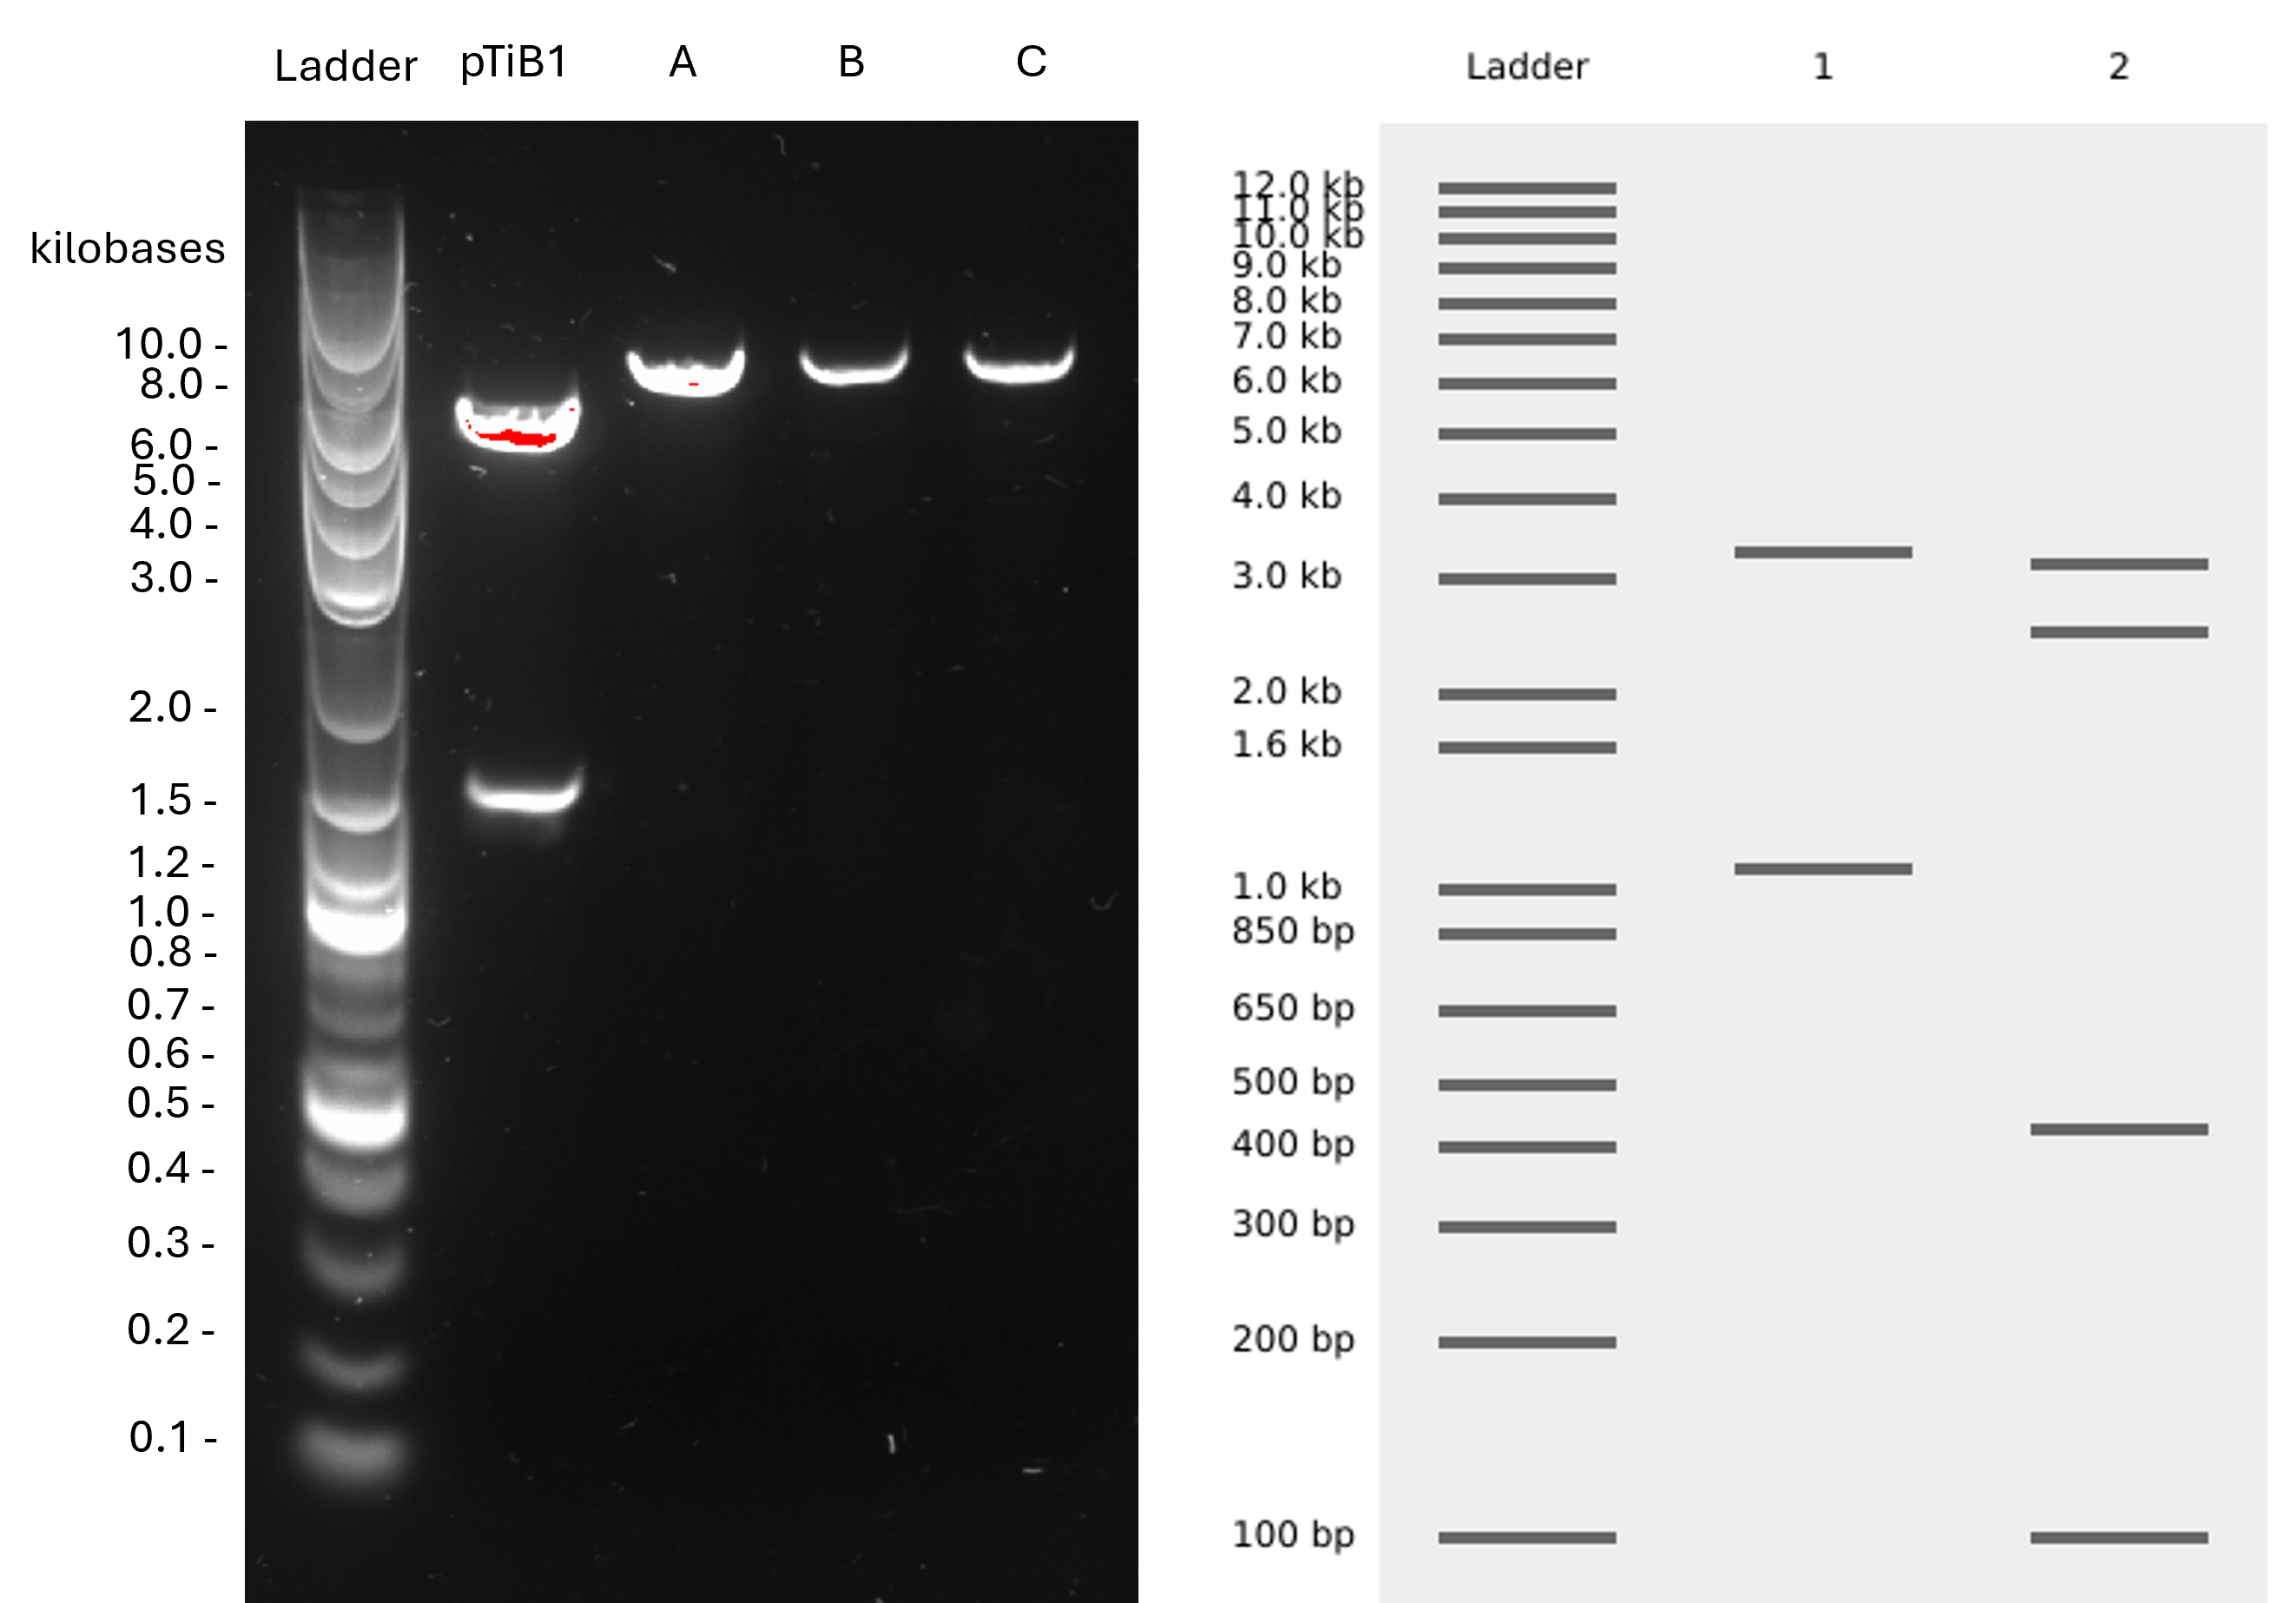 Ladder pTiB1 A B C
kilobases
10.0 -
8.0 -
6.0 -
5.0 -
4.0 -
3.0 -
2.0 -
1.5 -
1.2 -
1.0 -
0.8 -
0.7 -
0.6 -
0.5 -
0.4 -
0.3 -
0.2 -
0.1 -
Ladder 1 2
12.0 kb
11.0 kb
10.0 kb
9.0 kb
8.0 kb
7.0 kb
6.0 kb
5.0 kb
4.0 kb
3.0 kb
2.0 kb
1.6 kb
1.0 kb
850 bp
650 bp
500 bp
400 bp
300 bp
200 bp
100 bp